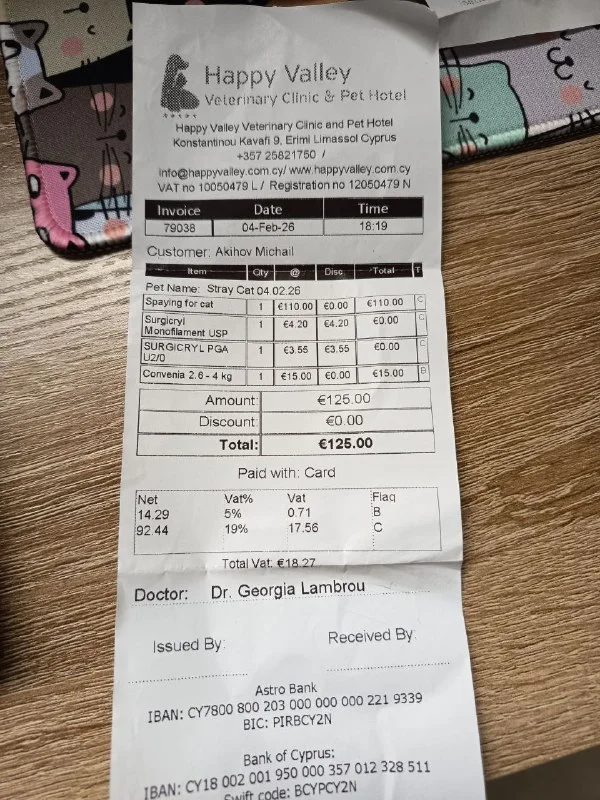 Happy Valley
Veterinary Clinic & Pet Hotel
Happy Valley Veterinary Clinic and Pet Hotel
Konstantinou Kavafi 9, Erimi Limassol Cyprus
+357 25821750 /
info@happyvalley.com.cy/ www.happyvalley.com.cy
VAT no 10050479 L / Registration no 12050479 N
Invoice Date Time
79038 04-Feb-26 18:19
Customer: Akihov Michail
Item Qty @ Disc. Total T
Pet Name: Stray Cat 04.02.26
Spaying for cat 1 €110.00 €0.00 €110.00 C
Surgicryl Monofilament USP 1 €4.20 €4.20 €0.00 C
SURGICRYL PGA U2/0 1 €3.55 €3.55 €0.00 C
Convenia 2.6 - 4 kg 1 €15.00 €0.00 €15.00 B
Amount: €125.00
Discount: €0.00
Total: €125.00
Paid with: Card
Net Vat% Vat Flag
14.29 5% 0.71 B
92.44 19% 17.56 C
Total Vat: €18.27
Doctor: Dr. Georgia Lambrou
Issued By: Received By:
Astro Bank
IBAN: CY7800 800 203 000 000 000 221 9339
BIC: PIRBCY2N
Bank of Cyprus:
IBAN: CY18 002 001 950 000 357 012 328 511
Swift code: BCYPCY2N